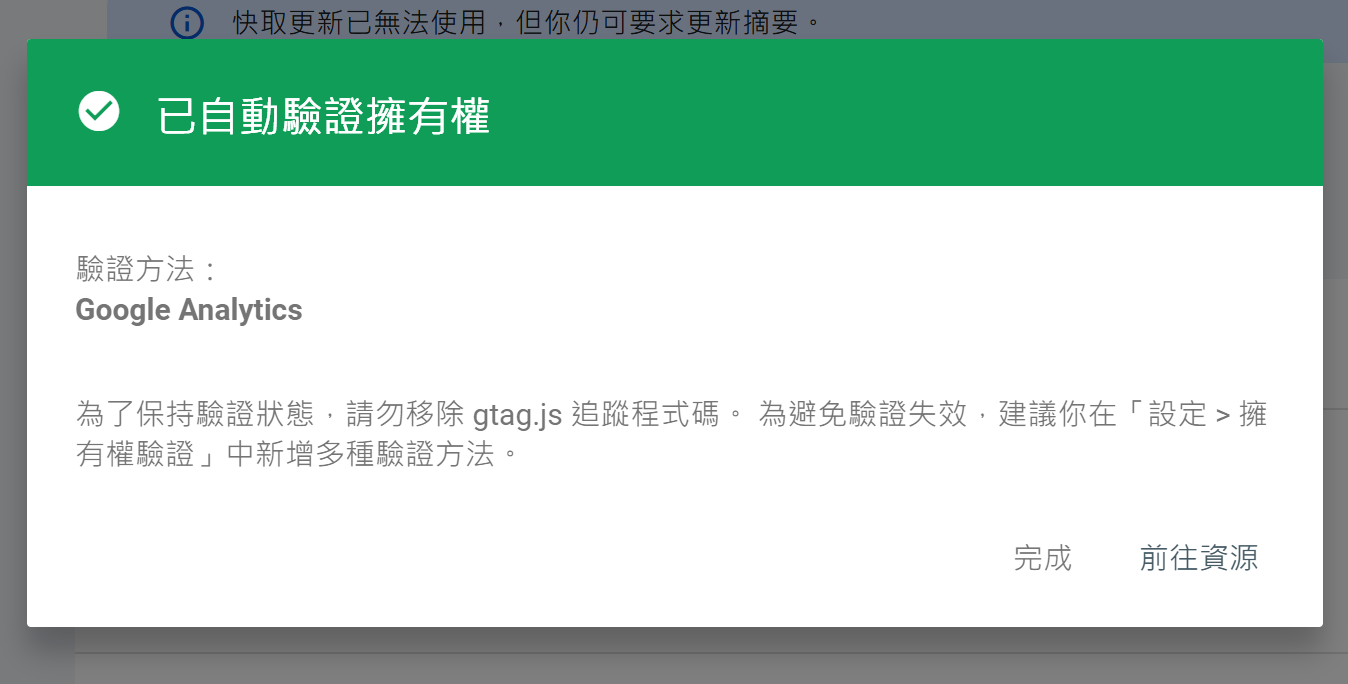 快取更新已無法使用，但你仍可要求更新摘要。
已自動驗證擁有權
驗證方法：
Google Analytics
為了保持驗證狀態，請勿移除 gtag.js 追蹤程式碼。 為避免驗證失效，建議你在「設定 > 擁
有權驗證」中新增多種驗證方法。
完成 前往資源